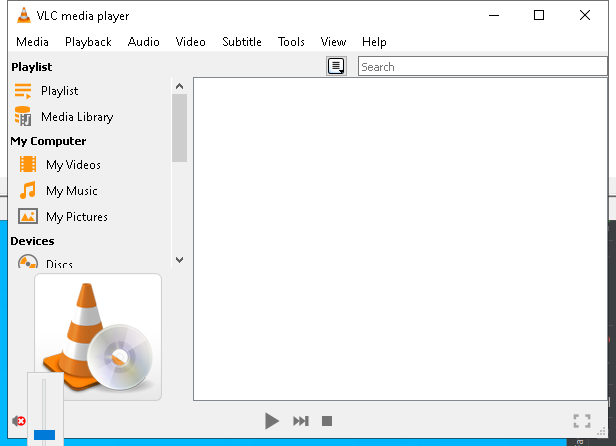 VLC media player
Media Playback Audio Video Subtitle Tools View Help
Playlist
Search
Playlist
Media Library
My Computer
My Videos
My Music
My Pictures
Devices
Discs